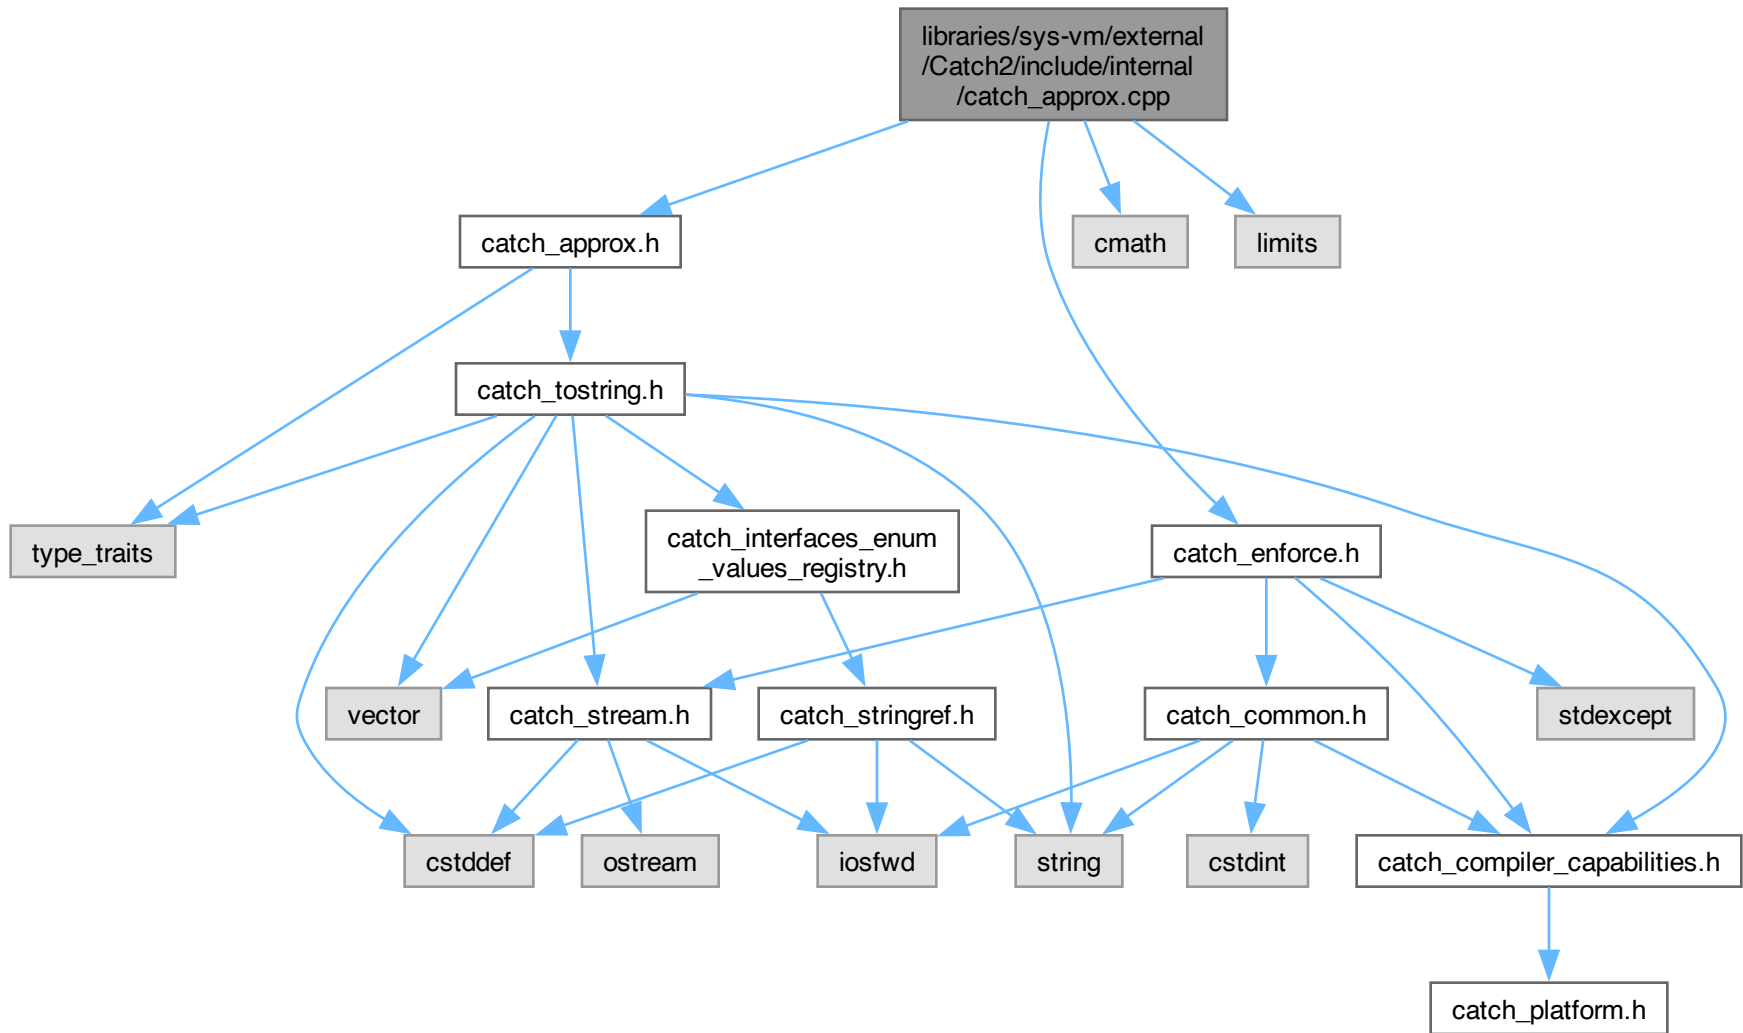 libraries/sys-vm/external
/Catch2/include/internal
/catch_approx.cpp
catch_approx.h
cmath
limits
catch_tostring.h
type_traits
catch_interfaces_enum
_values_registry.h
catch_enforce.h
vector
catch_stream.h
catch_stringref.h
catch_common.h
stdexcept
cstddef
ostream
iosfwd
string
cstdint
catch_compiler_capabilities.h
catch_platform.h